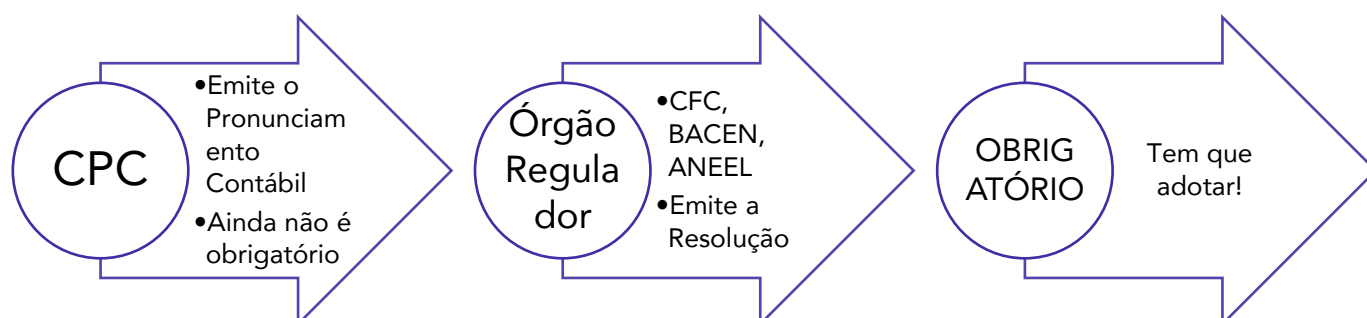 CPC
•Emite o
Pronunciam
ento
Contábil
•Ainda não é
obrigatório
Órgão
Regula
dor
•CFC,
BACEN,
ANEEL
•Emite a
Resolução
OBRIG
ATÓRIO
Tem que
adotar!